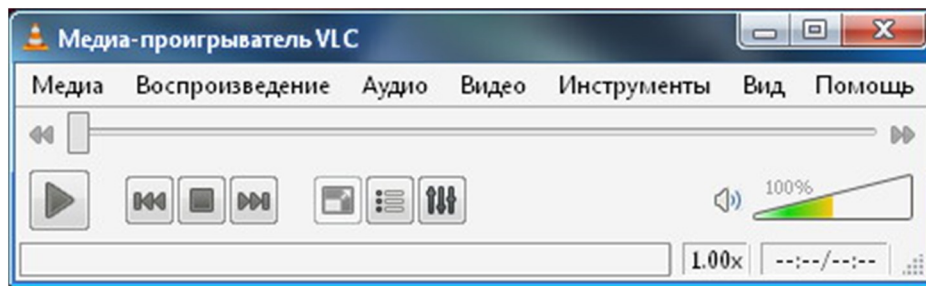 Медиа-проигрыватель VLC
Медиа Воспроизведение Аудио Видео Инструменты Вид Помощь
100%
1.00x --:--/--:--